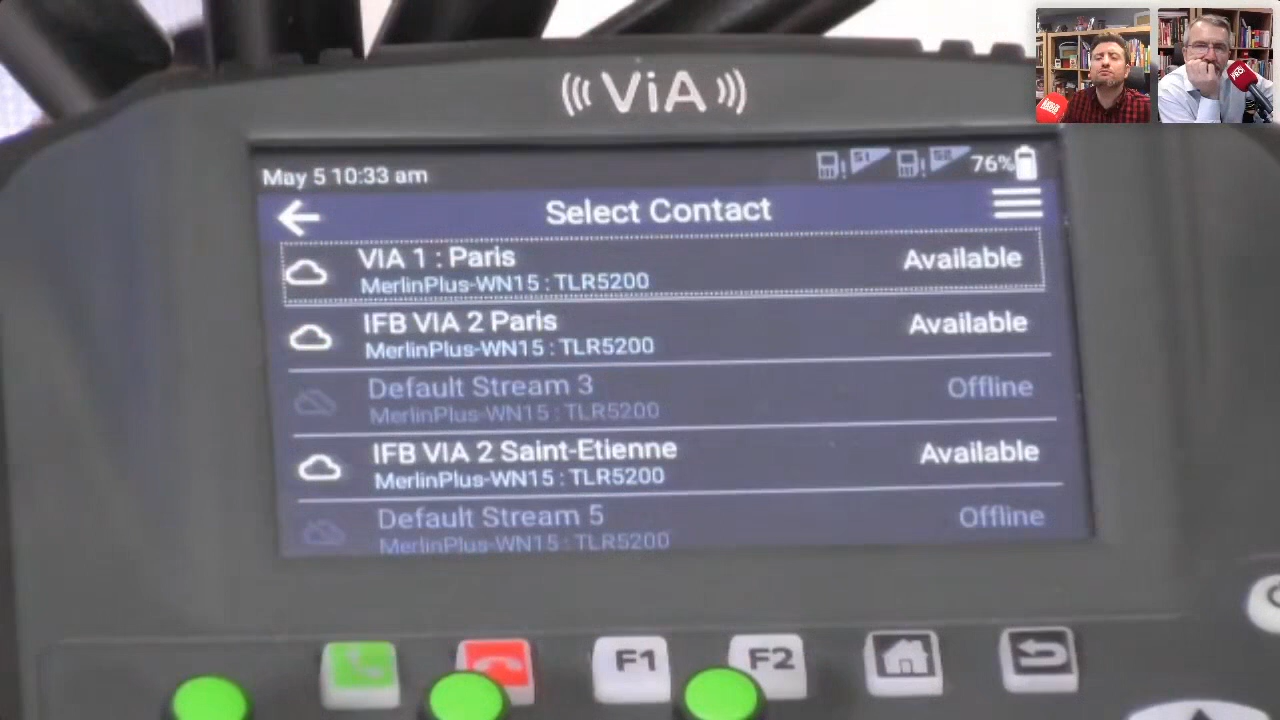 ViA
May 5 10:33 am
S1
S2
76%
Select Contact
VIA 1 : Paris
Available
MerlinPlus-WN15 : TLR5200
IFB VIA 2 Paris
Available
MerlinPlus-WN15 : TLR5200
Default Stream 3
Offline
MerlinPlus-WN15 : TLR5200
IFB VIA 2 Saint-Etienne
Available
MerlinPlus-WN15 : TLR5200
Default Stream 5
Offline
MerlinPlus-WN15 : TLR5200
F1
F2